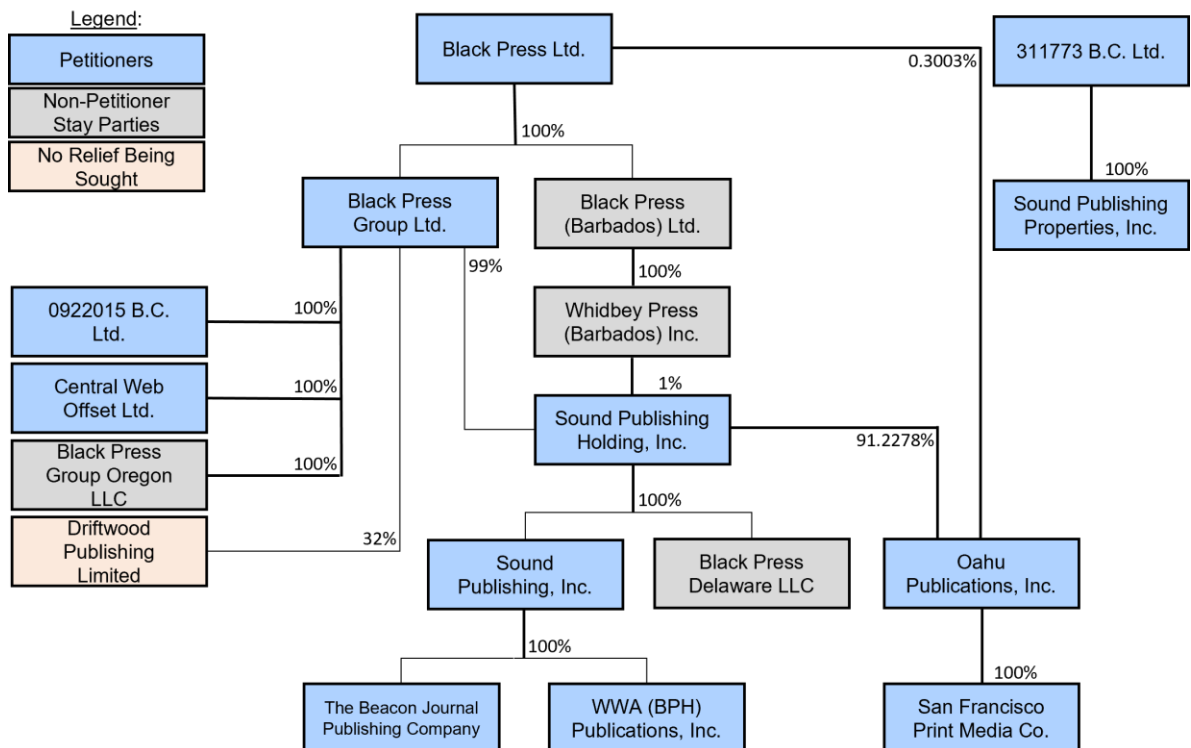 Legend:
Petitioners
Non-Petitioner
Stay Parties
No Relief Being
Sought
Black Press Ltd.
0.3003%
311773 B.C. Ltd.
100%
100%
Black Press
Group Ltd.
Black Press
(Barbados) Ltd.
Sound Publishing
Properties, Inc.
99%
100%
0922015 B.C.
Ltd.
100%
Whidbey Press
(Barbados) Inc.
1%
Central Web
Offset Ltd.
100%
Sound Publishing
Holding, Inc.
91.2278%
Black Press
Group Oregon
LLC
100%
100%
Driftwood
Publishing
Limited
32%
Sound
Publishing, Inc.
Black Press
Delaware LLC
Oahu
Publications, Inc.
100%
100%
The Beacon Journal
Publishing Company
WWA (BPH)
Publications, Inc.
San Francisco
Print Media Co.